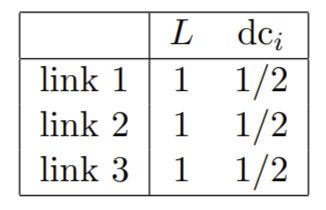 L dc_i
link 1 1 1/2
link 2 1 1/2
link 3 1 1/2